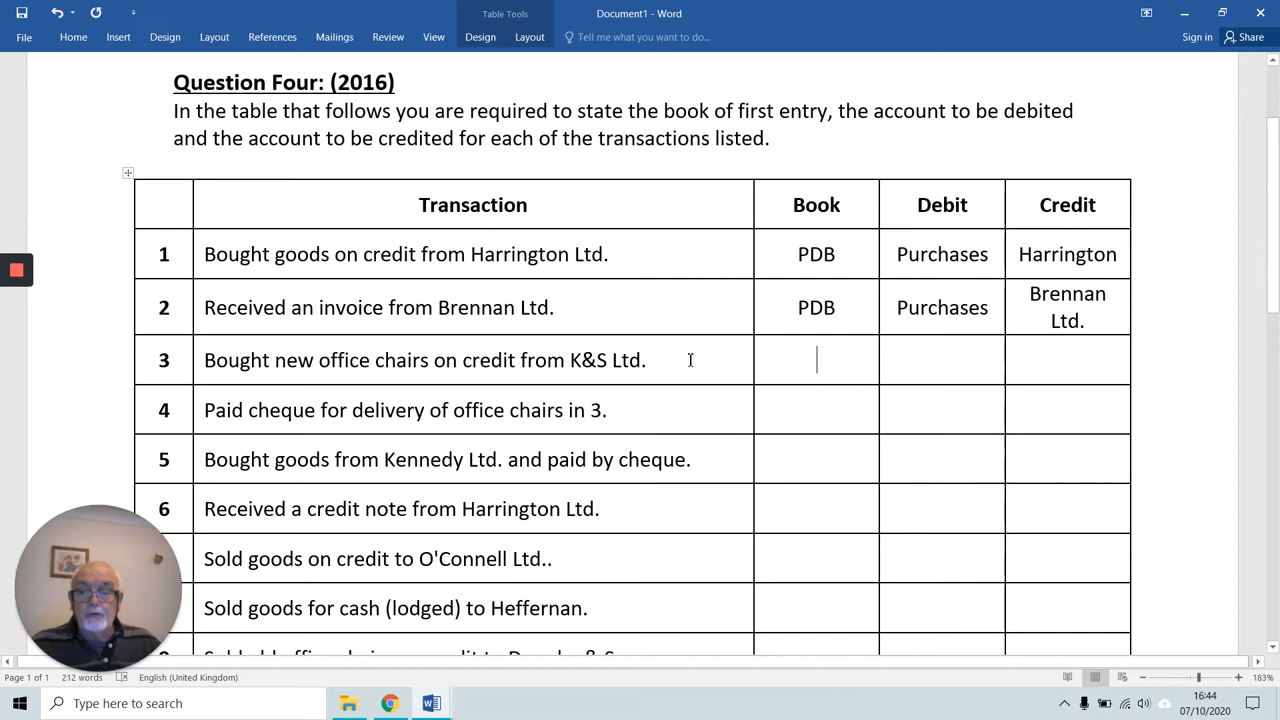 Table Tools
Document1 - Word
File Home Insert Design Layout References Mailings Review View Design Layout Tell me what you want to do... Sign in Share
Question Four: (2016)
In the table that follows you are required to state the book of first entry, the account to be debited
and the account to be credited for each of the transactions listed.
Transaction Book Debit Credit
1 Bought goods on credit from Harrington Ltd. PDB Purchases Harrington
2 Received an invoice from Brennan Ltd. PDB Purchases Brennan
Ltd.
3 Bought new office chairs on credit from K&S Ltd.
4 Paid cheque for delivery of office chairs in 3.
5 Bought goods from Kennedy Ltd. and paid by cheque.
6 Received a credit note from Harrington Ltd.
Sold goods on credit to O'Connell Ltd..
Sold goods for cash (lodged) to Heffernan.
Page 1 of 1 212 words English (United Kingdom) 183%
Type here to search
16:44
07/10/2020